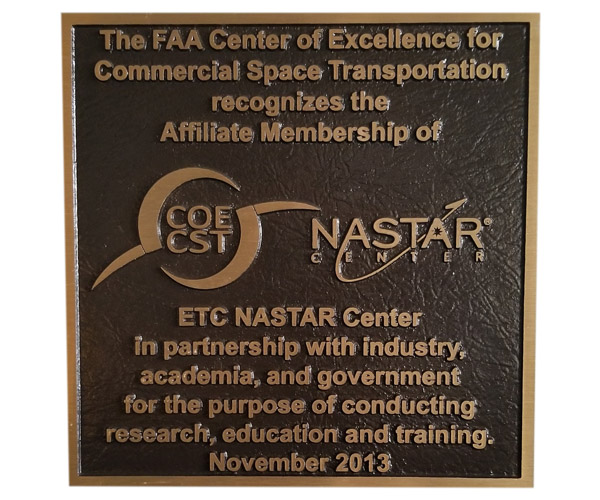 The FAA Center of Excellence for
Commercial Space Transportation
recognizes the
Affiliate Membership of
COE
CST
NASTAR®
CENTER
ETC NASTAR Center
in partnership with industry,
academia, and government
for the purpose of conducting
research, education and training.
November 2013